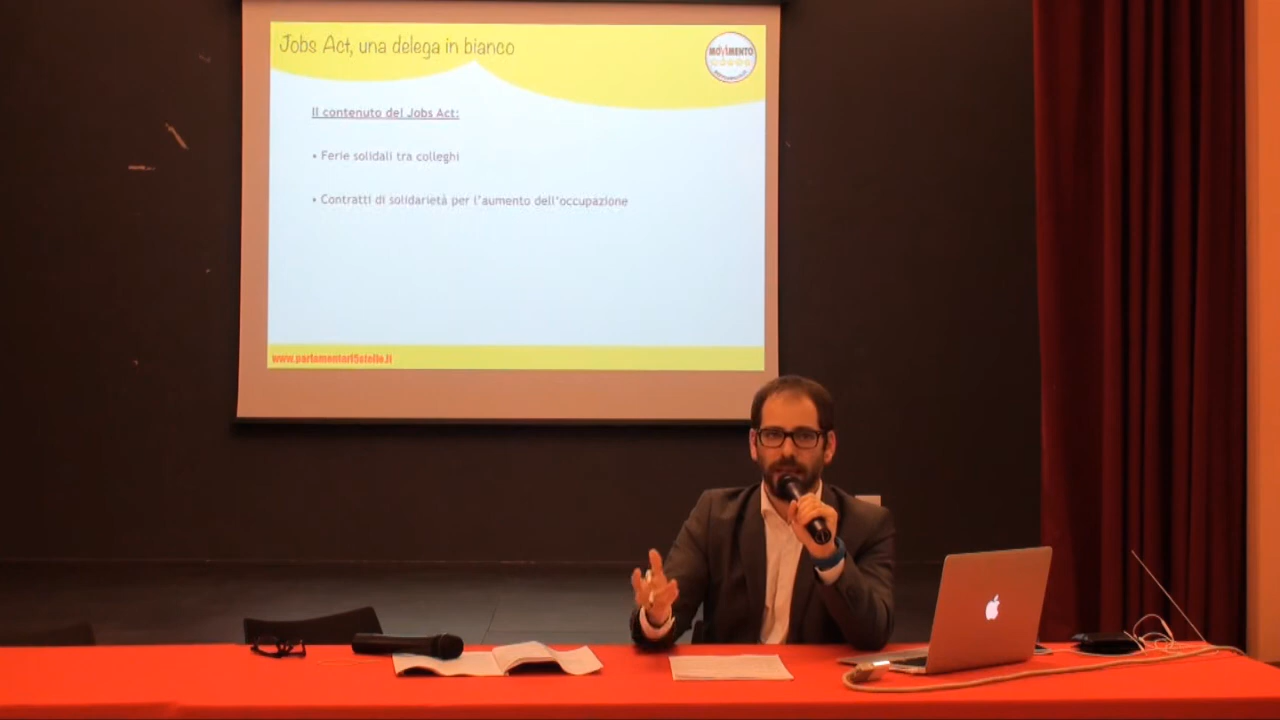 Jobs Act, una delega in bianco
MOVIMENTO
Il contenuto del Jobs Act:
• Ferie solidali tra colleghi
• Contratti di solidarietà per l'aumento dell'occupazione
www.parlamentari5stelle.it